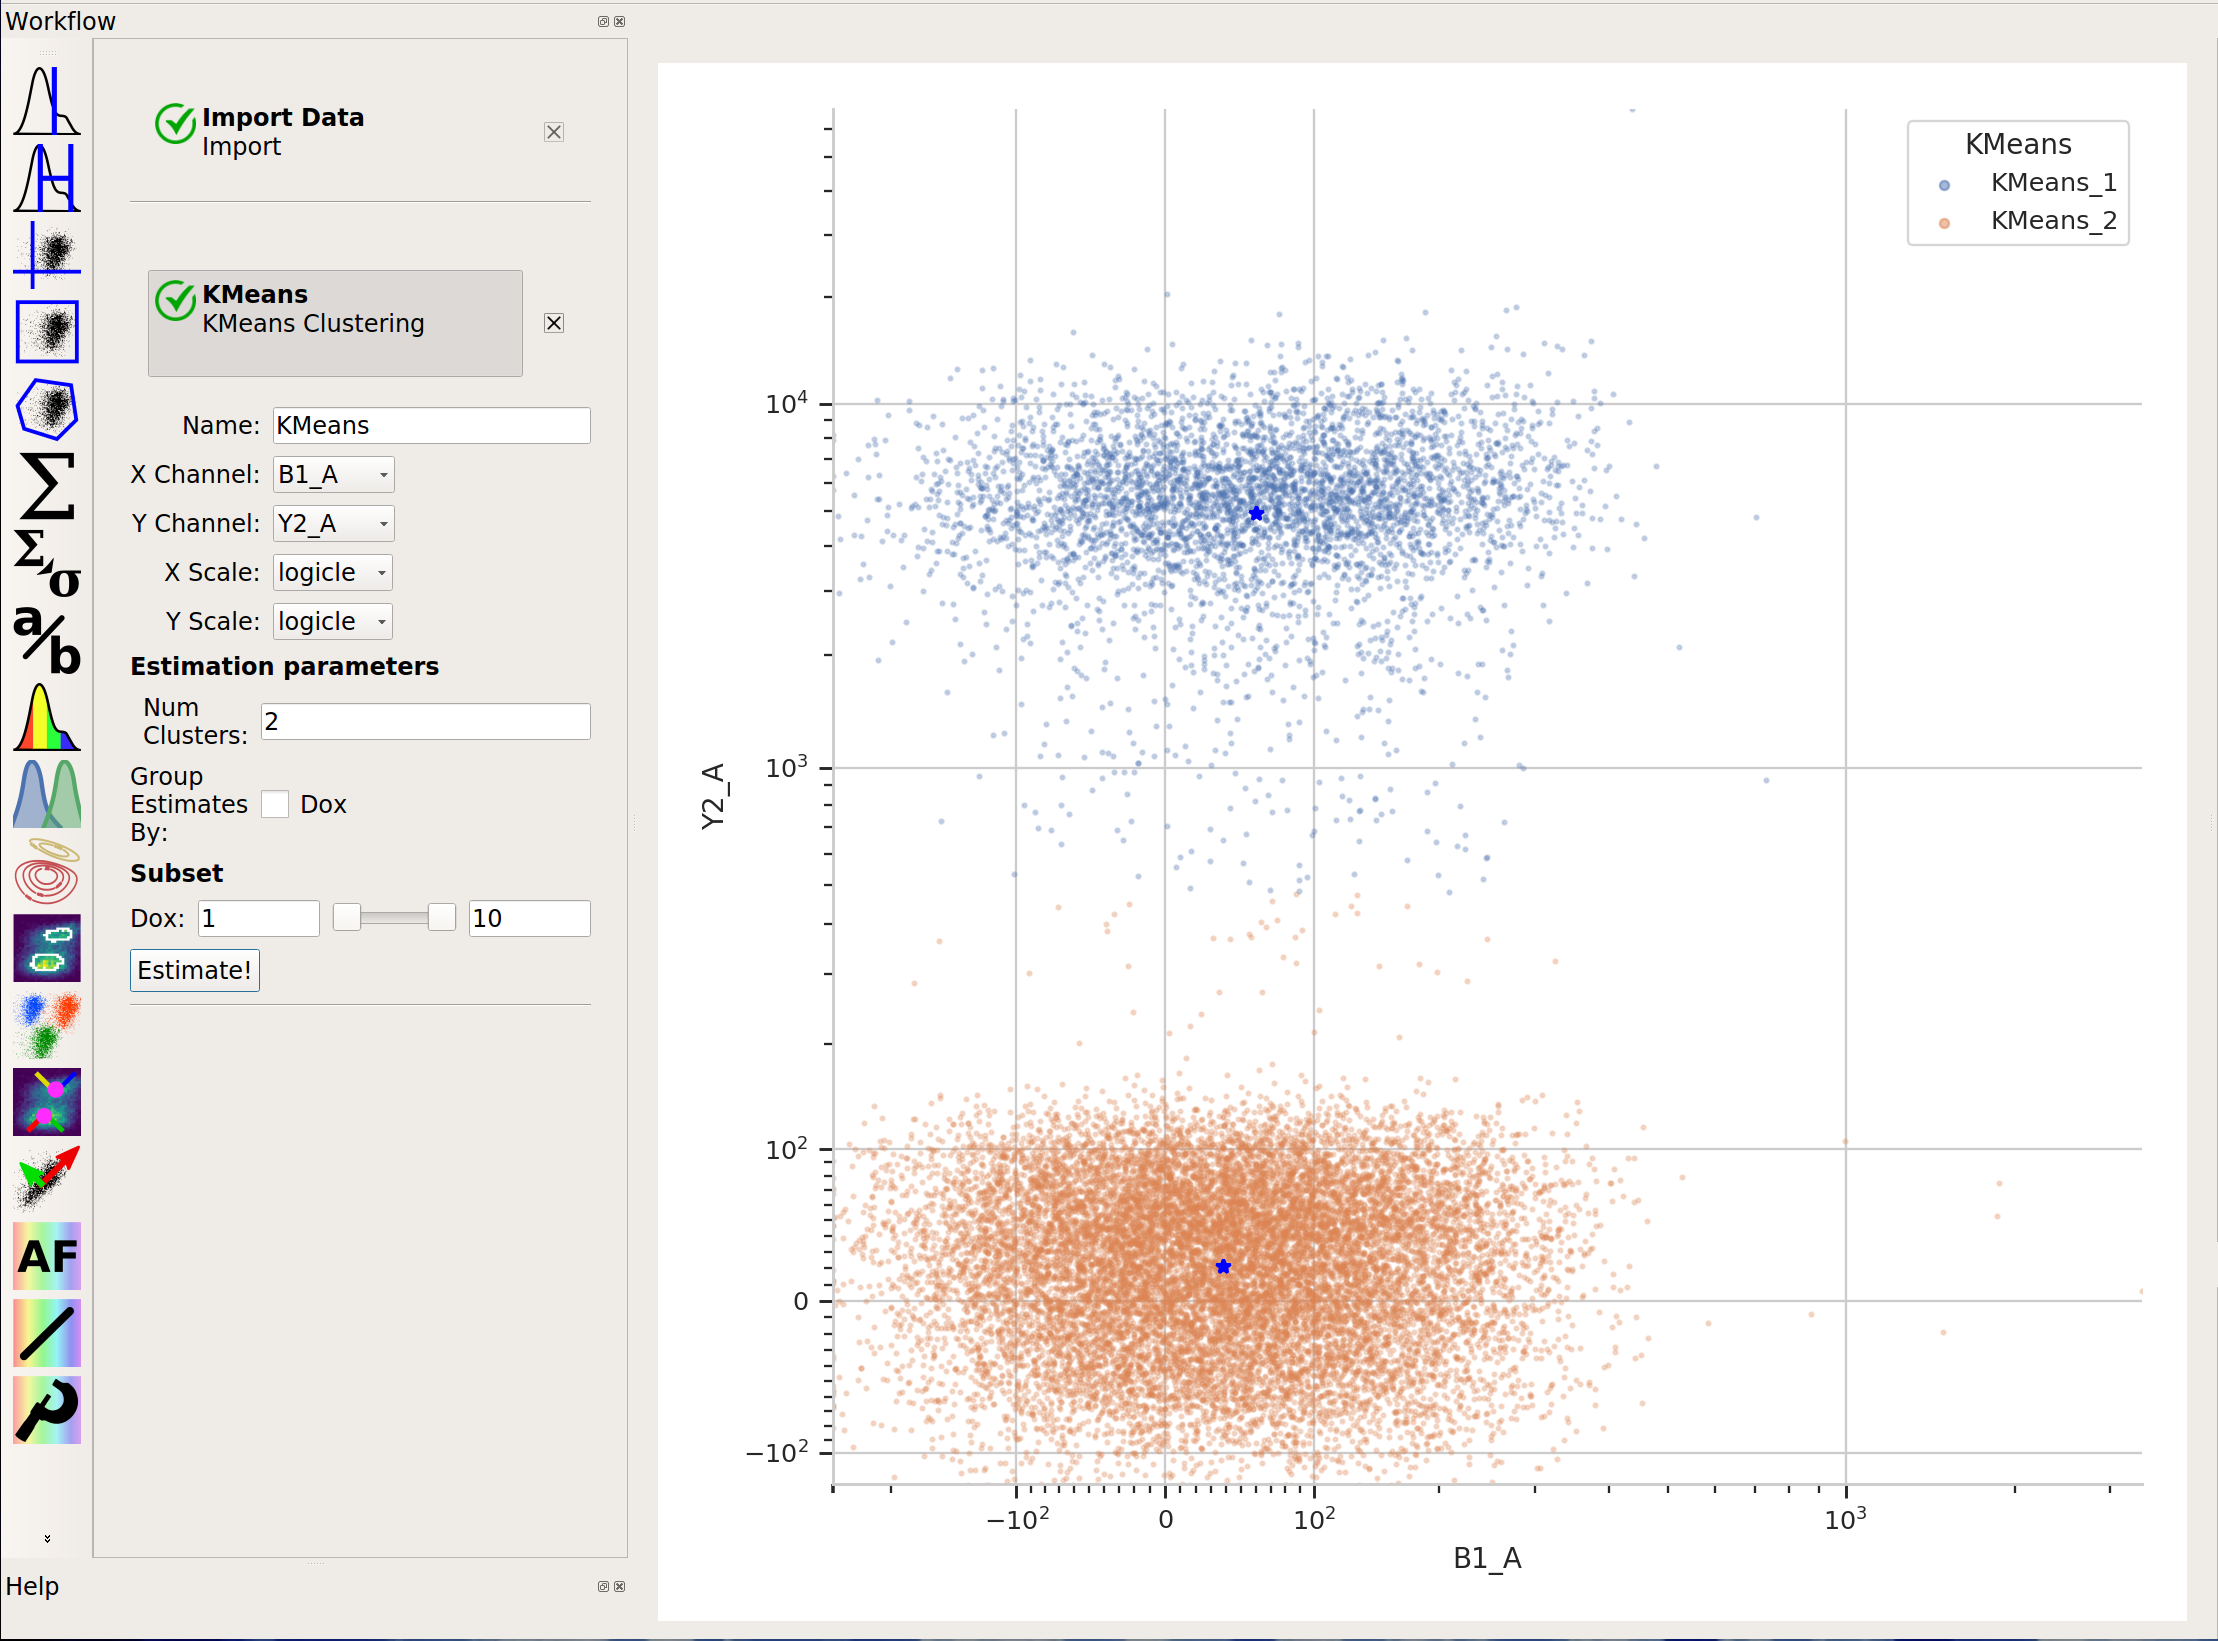 Workflow
Import Data
Import
KMeans
KMeans Clustering
Name: KMeans
X Channel: B1_A
Y Channel: Y2_A
X Scale: logicle
Y Scale: logicle
Estimation parameters
Num
Clusters: 2
Group
Estimates
By: Dox
Subset
Dox: 1 10
Estimate!
Help
Σ
Σ
σ
a/b
AF
KMeans
KMeans_1
KMeans_2
Y2_A
10⁴
10³
10²
0
−10²
−10² 0 10² 10³
B1_A